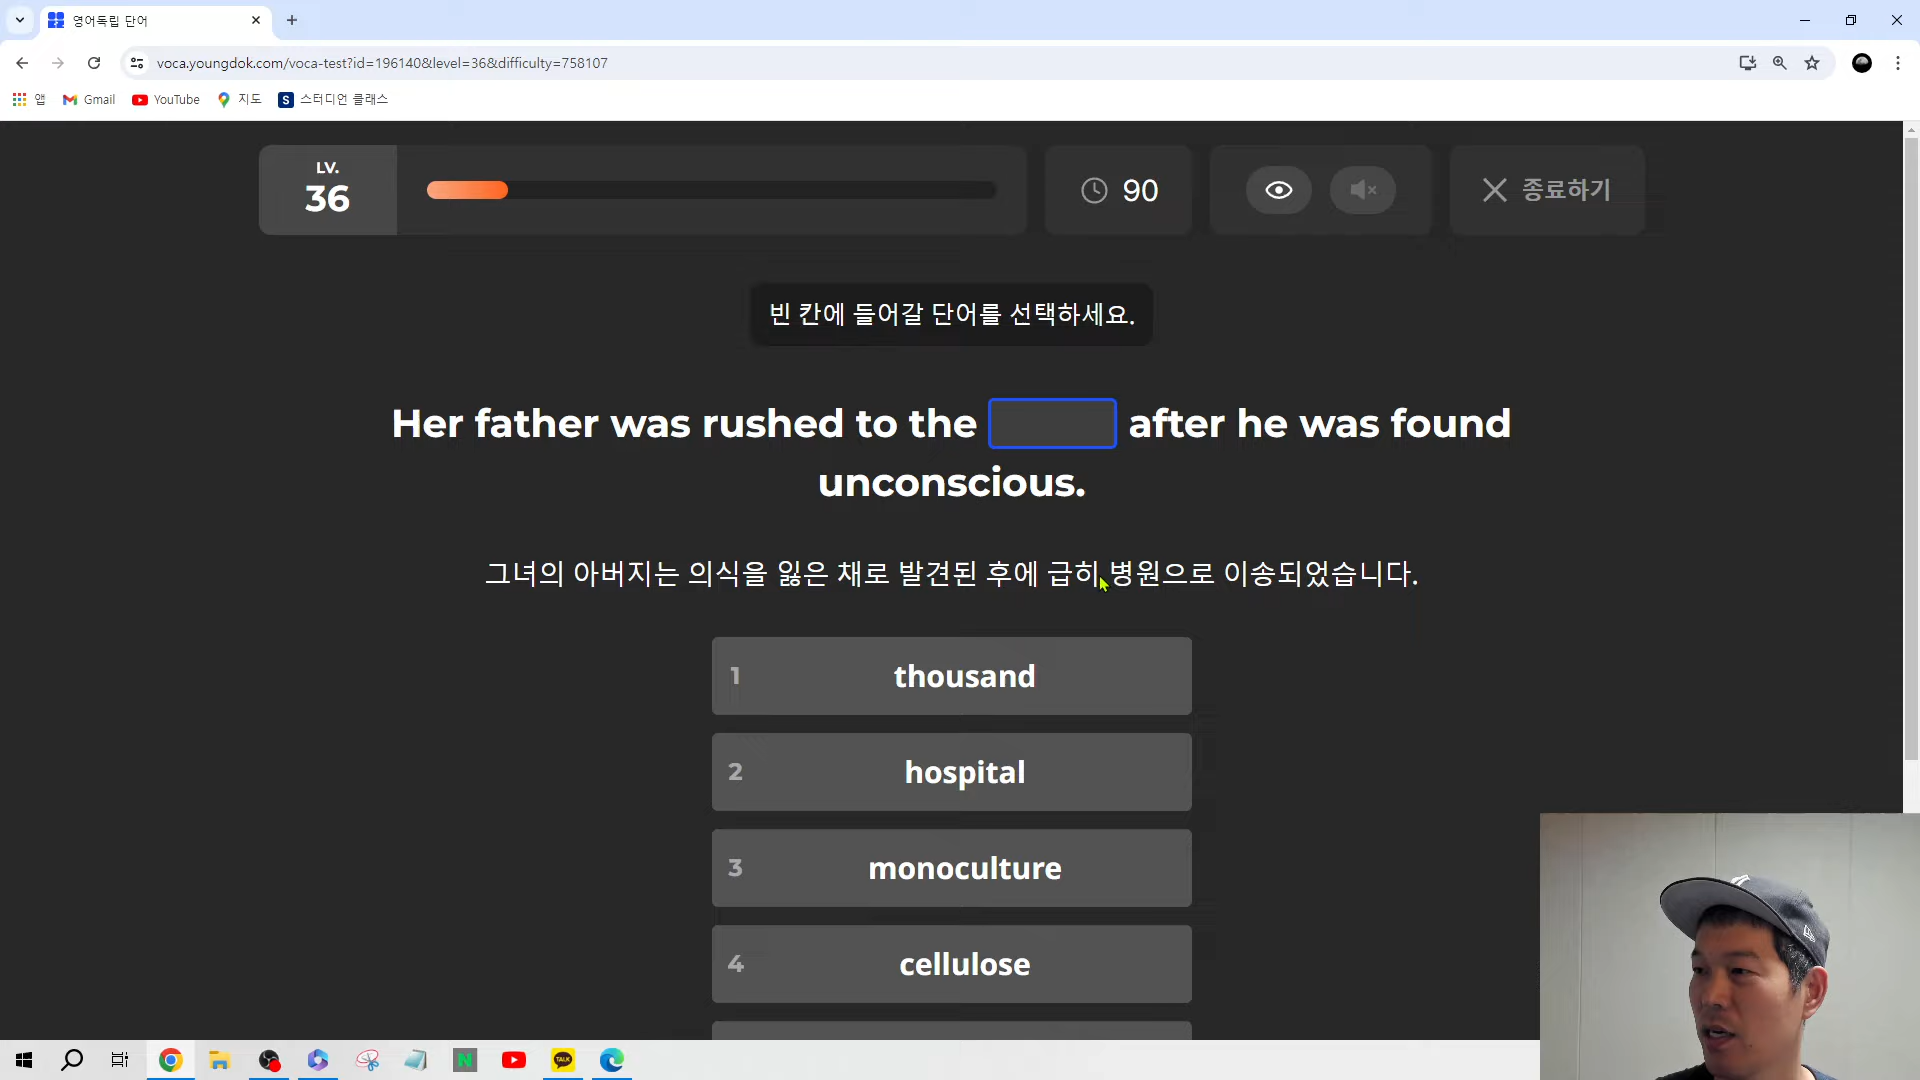 영어독립 단어
voca.youngdok.com/voca-test?id=196140&level=36&difficulty=758107
앱 Gmail YouTube 지도 S 스터디언 클래스
LV.
36
90
종료하기
빈 칸에 들어갈 단어를 선택하세요.
Her father was rushed to the after he was found
unconscious.
그녀의 아버지는 의식을 잃은 채로 발견된 후에 급히 병원으로 이송되었습니다.
1 thousand
2 hospital
3 monoculture
4 cellulose
N TALK